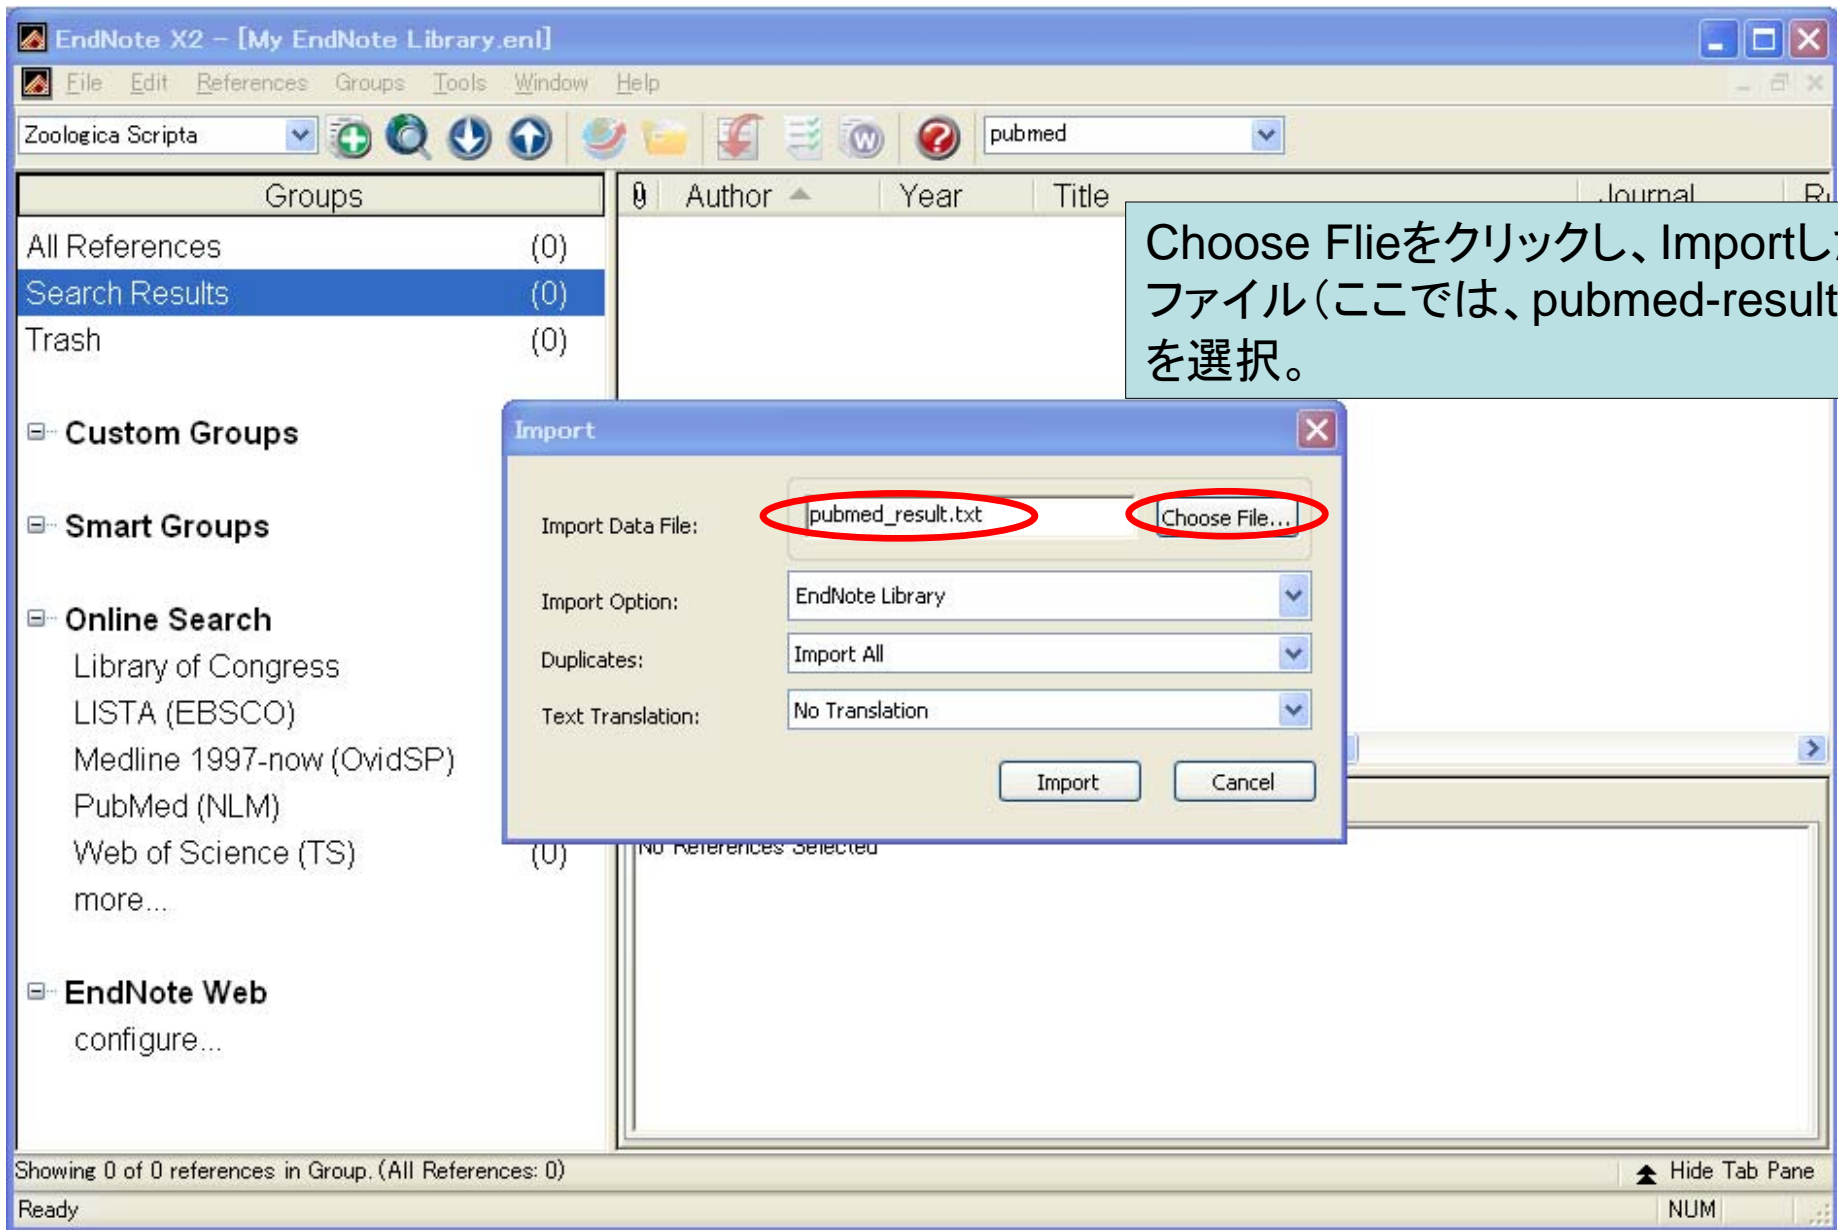 EndNote X2 - [My EndNote Library.enl]
File Edit References Groups Tools Window Help
Zoologica Scripta
pubmed
Groups
Author Year Title Journal
All References (0)
Search Results (0)
Trash (0)
Custom Groups
Smart Groups
Online Search
Library of Congress
LISTA (EBSCO)
Medline 1997-now (OvidSP)
PubMed (NLM)
Web of Science (TS) (0)
more...
EndNote Web
configure...
Choose Flieをクリックし、Importし
ファイル（ここでは、pubmed-result
を選択。
Import
Import Data File: pubmed_result.txt Choose File...
Import Option: EndNote Library
Duplicates: Import All
Text Translation: No Translation
Import Cancel
No References Selected
Showing 0 of 0 references in Group. (All References: 0)
Hide Tab Pane
Ready NUM